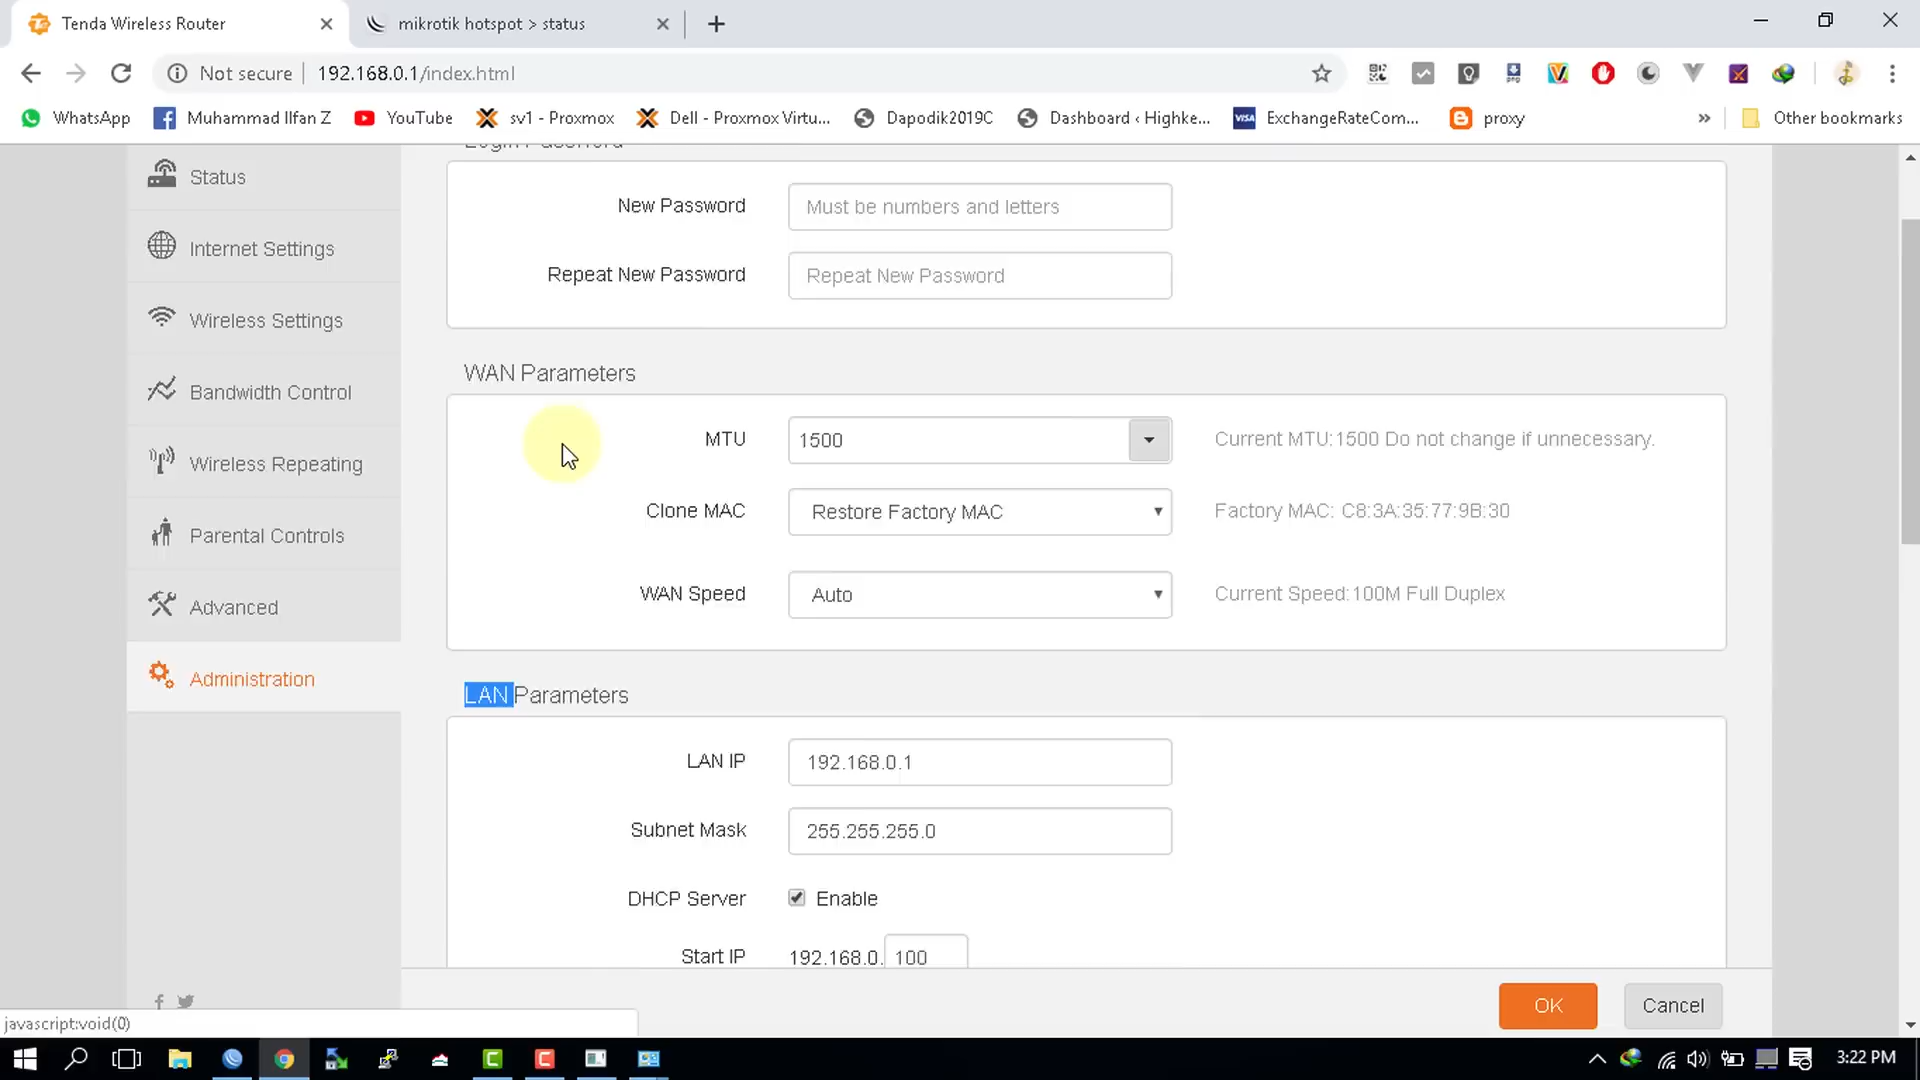 Tenda Wireless Router
mikrotik hotspot > status
Not secure
192.168.0.1/index.html
WhatsApp
Muhammad Ilfan Z
YouTube
sv1 - Proxmox
Dell - Proxmox Virtu...
Dapodik2019C
Dashboard ‹ Highke...
VISA
ExchangeRateCom...
proxy
»
Other bookmarks
Login Password
Status
New Password
Must be numbers and letters
Internet Settings
Repeat New Password
Repeat New Password
Wireless Settings
WAN Parameters
Bandwidth Control
MTU
1500
Current MTU:1500 Do not change if unnecessary.
Wireless Repeating
Clone MAC
Restore Factory MAC
Factory MAC: C8:3A:35:77:9B:30
Parental Controls
WAN Speed
Auto
Current Speed:100M Full Duplex
Advanced
Administration
LAN Parameters
LAN IP
192.168.0.1
Subnet Mask
255.255.255.0
DHCP Server
Enable
Start IP
192.168.0.
100
OK
Cancel
javascript:void(0)
3:22 PM